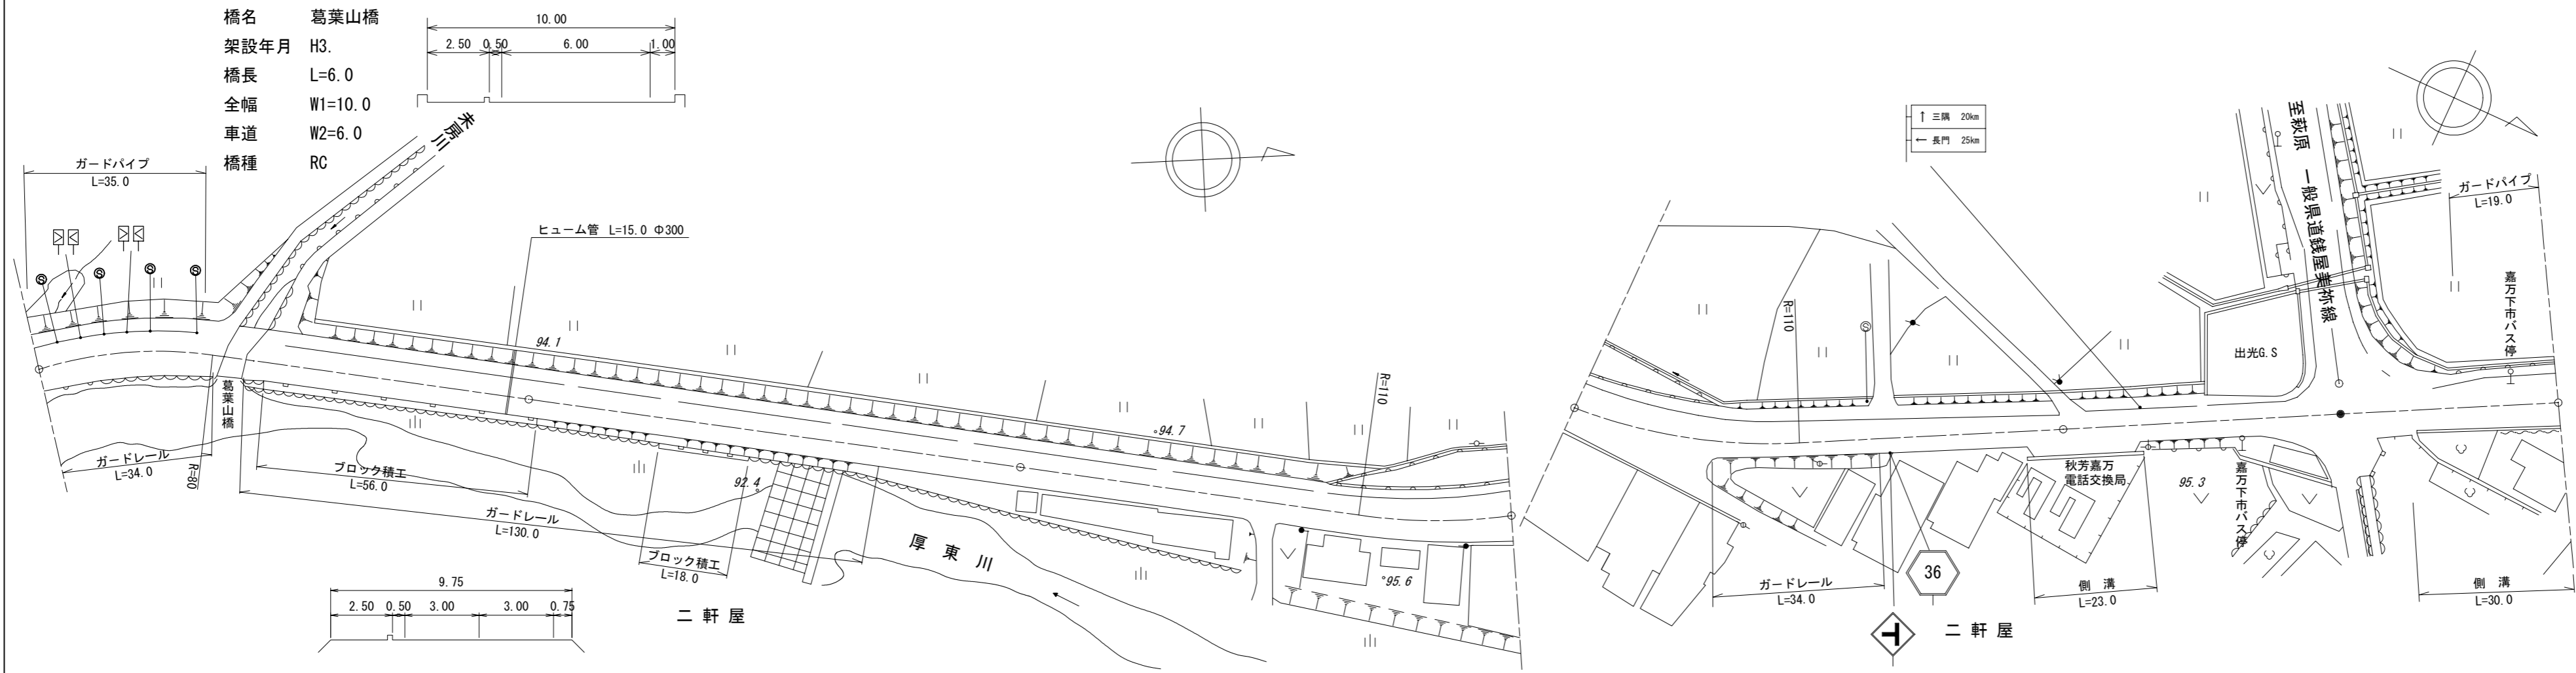 橋名 葛葉山橋
架設年月 H3.
橋長 L=6.0
全幅 W1=10.0
車道 W2=6.0
橋種 RC
10.00
2.50 0.50 6.00 1.00
朱房川
ガードパイプ
L=35.0
ヒューム管 L=15.0 Φ300
94.1
葛葉山橋
ガードレール
L=34.0
R=80
ブロック積工
L=56.0
ガードレール
L=130.0
92.4
ブロック積工
L=18.0
厚東川
94.7
R=110
95.6
9.75
2.50 0.50 3.00 3.00 0.75
二軒屋
↑ 三隅 20km
← 長門 25km
至萩原 一般県道銭屋美祢線
ガードパイプ
L=19.0
嘉万下市バス停
R=110
出光G.S
秋芳嘉万
電話交換局
95.3
嘉万下市バス停
ガードレール
L=34.0
36
側溝
L=23.0
側溝
L=30.0
二軒屋